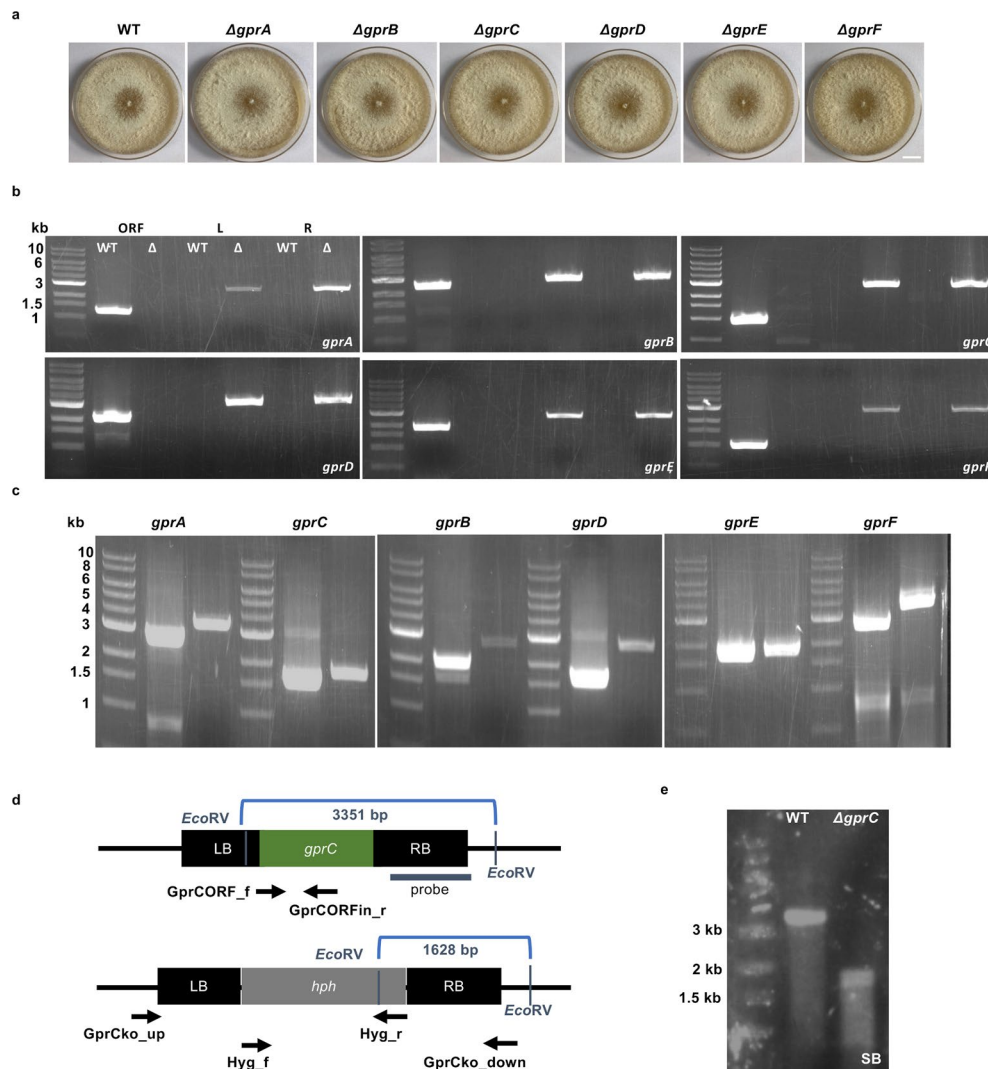 a
WT ΔgprA ΔgprB ΔgprC ΔgprD ΔgprE ΔgprF
b
kb ORF L R
WT Δ WT Δ WT Δ
10
6
3
1.5
1
gprA gprB gprC
gprD gprE gprF
c
kb gprA gprC gprB gprD gprE gprF
10
8
6
5
4
3
2
1.5
1
d
3351 bp
EcoRV
LB gprC RB
EcoRV
probe
GprCORF_f
GprCORFin_r
1628 bp
EcoRV
LB hph RB
EcoRV
GprCko_up Hyg_r
Hyg_f GprCko_down
e
WT ΔgprC
3 kb
2 kb
1.5 kb
SB